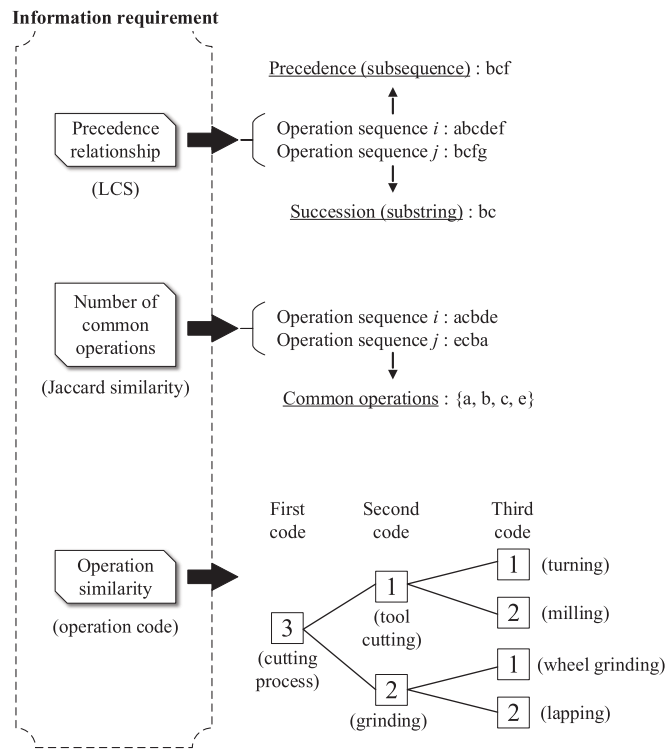 Information requirement
Precedence (subsequence) : bcf
Precedence
relationship
(LCS)
Operation sequence i : abcdef
Operation sequence j : bcfg
Succession (substring) : bc
Number of
common
operations
(Jaccard similarity)
Operation sequence i : acbde
Operation sequence j : ecba
Common operations : {a, b, c, e}
First
code
Second
code
Third
code
Operation
similarity
(operation code)
3
(cutting
process)
1
(tool
cutting)
2
(grinding)
1 (turning)
2 (milling)
1 (wheel grinding)
2 (lapping)